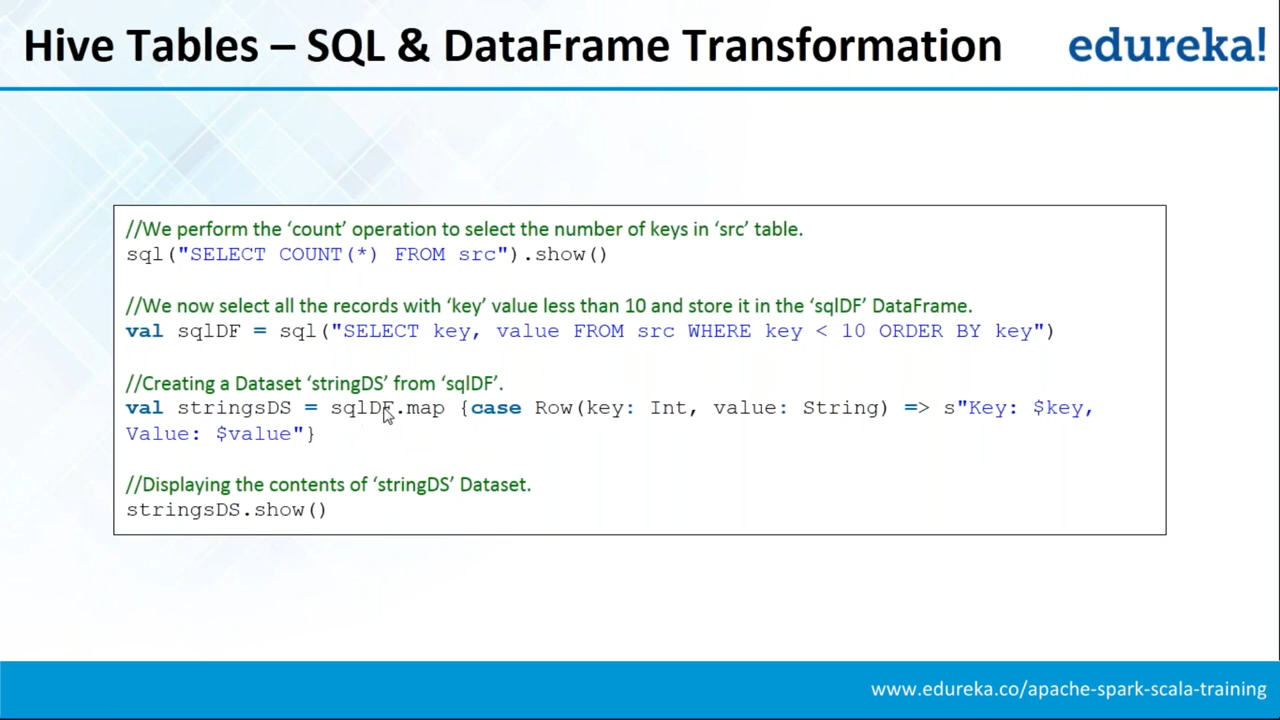 Hive Tables – SQL & DataFrame Transformation
edureka!
//We perform the ‘count’ operation to select the number of keys in ‘src’ table.
sql("SELECT COUNT(*) FROM src").show()
//We now select all the records with ‘key’ value less than 10 and store it in the ‘sqlDF’ DataFrame.
val sqlDF = sql("SELECT key, value FROM src WHERE key < 10 ORDER BY key")
//Creating a Dataset ‘stringDS’ from ‘sqlDF’.
val stringsDS = sqlDF.map {case Row(key: Int, value: String) => s"Key: $key,
Value: $value"}
//Displaying the contents of ‘stringDS’ Dataset.
stringsDS.show()
www.edureka.co/apache-spark-scala-training